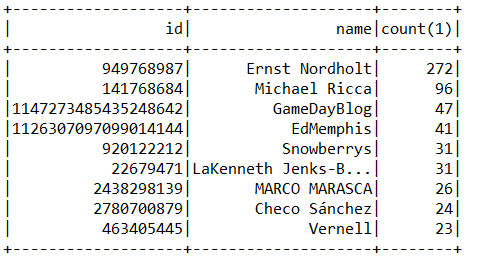 +-------------------+--------------------+--------+
|                 id|                name|count(1)|
+-------------------+--------------------+--------+
|          949768987|      Ernst Nordholt|     272|
|          141768684|       Michael Ricca|      96|
|1147273485435248642|         GameDayBlog|      47|
|1126307097099014144|           EdMemphis|      41|
|          920122212|          Snowberrys|      31|
|           22679471|LaKenneth Jenks-B...|      31|
|         2438298139|      MARCO MARASCA|      26|
|         2780700879|       Checo Sánchez|      24|
|          463405445|             Vernell|      23|
+-------------------+--------------------+--------+